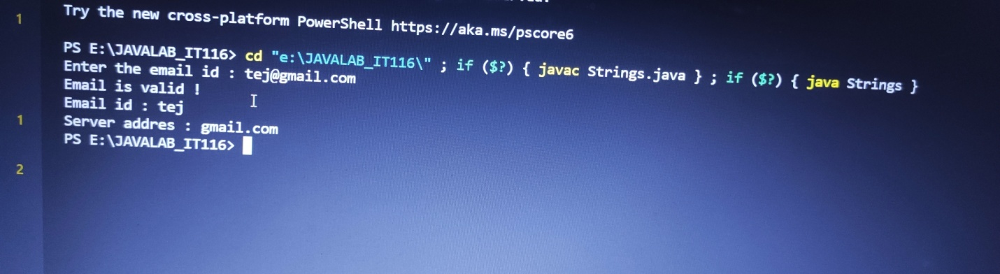 Try the new cross-platform PowerShell https://aka.ms/pscore6
PS E:\JAVALAB_IT116> cd "e:\JAVALAB_IT116\" ; if ($?) { javac Strings.java } ; if ($?) { java Strings }
Enter the email id : tej@gmail.com
Email is valid !
Email id : tej
Server addres : gmail.com
PS E:\JAVALAB_IT116>
1
1
2